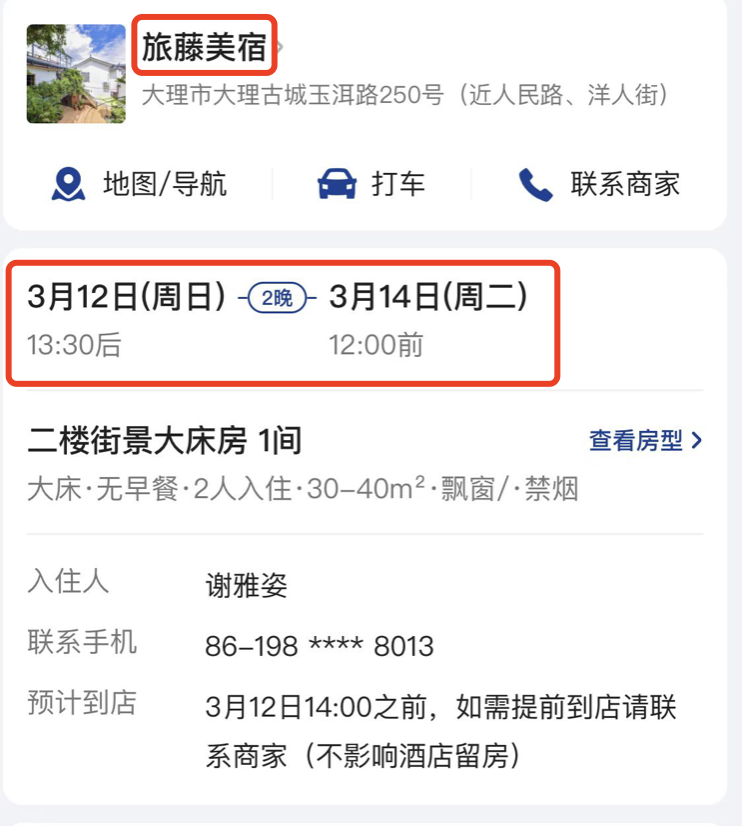 旅藤美宿
大理市大理古城玉洱路250号（近人民路、洋人街）
地图/导航 打车 联系商家
3月12日(周日) 2晚 3月14日(周二)
13:30后 12:00前
二楼街景大床房 1间 查看房型
大床·无早餐·2人入住·30-40m²·飘窗/·禁烟
入住人 谢雅姿
联系手机 86-198 **** 8013
预计到店 3月12日14:00之前，如需提前到店请联
系商家（不影响酒店留房）